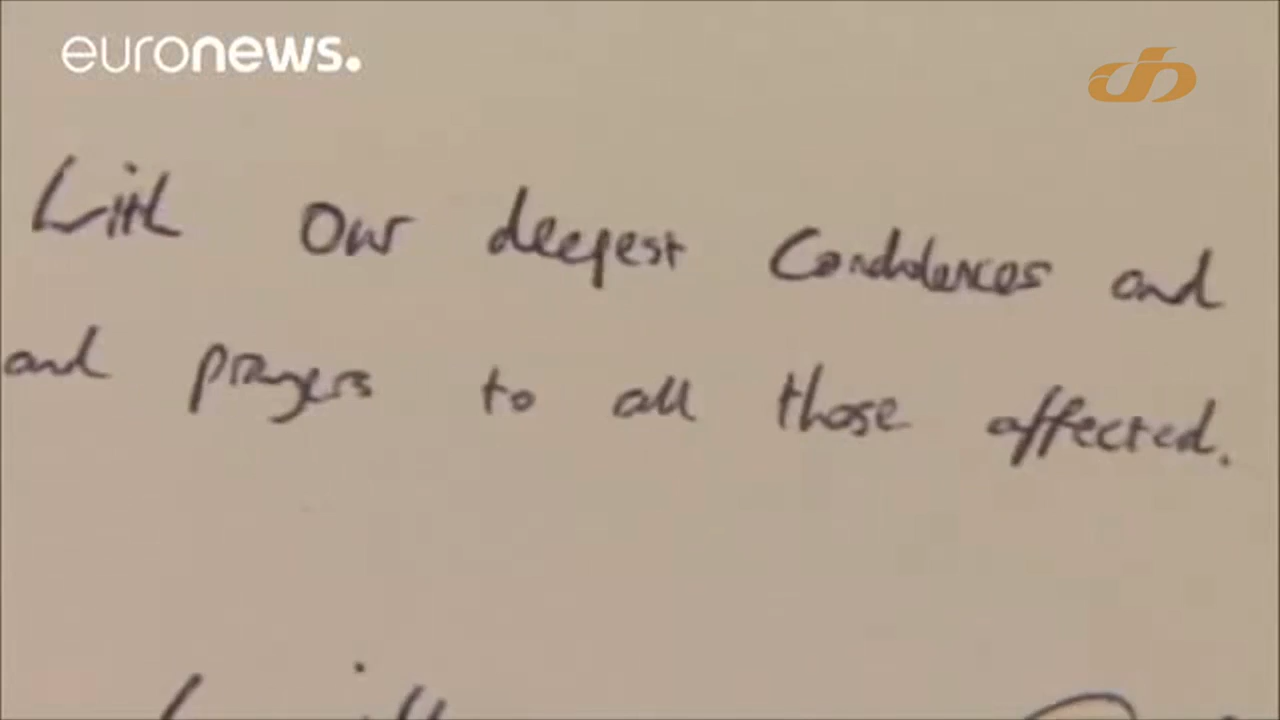 euronews.
With our deepest Condolences and
and prayers to all those affected.